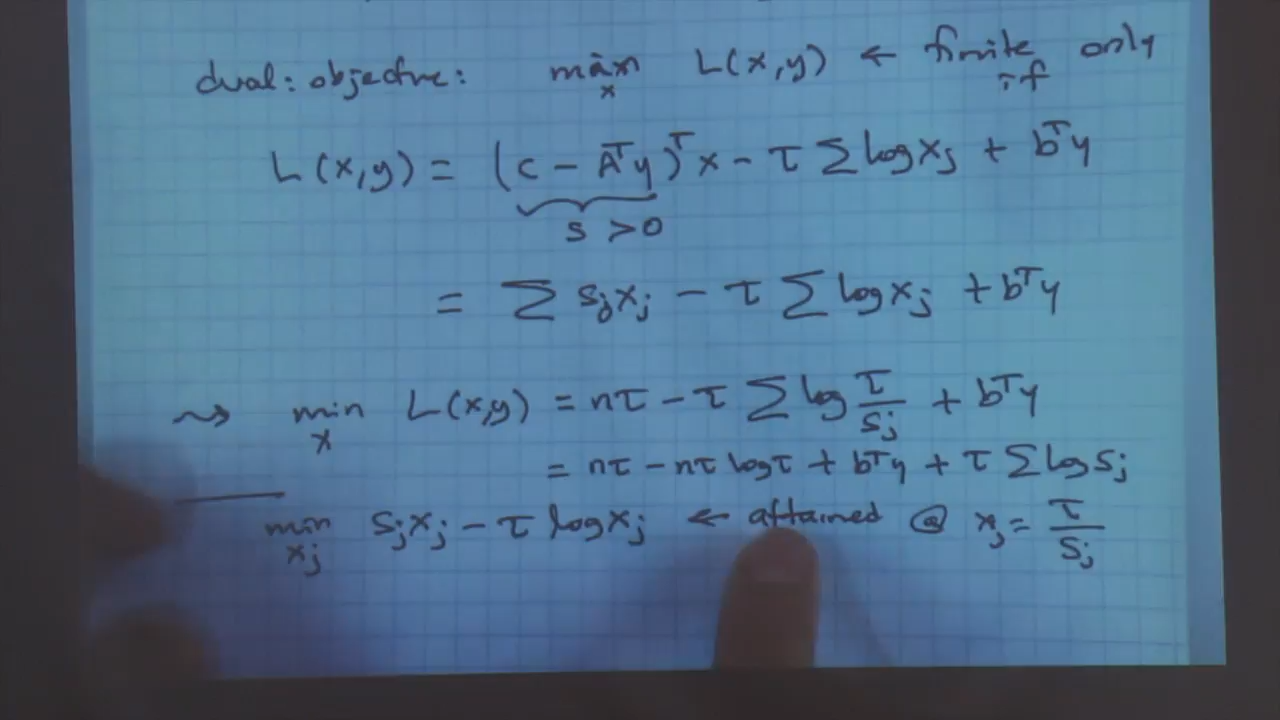 dual: objective: max L(x,y) ← finite only if
x
L(x,y) = (c - Aᵀy)ᵀx - τ Σ log xⱼ + bᵀy
s > 0
= Σ sⱼxⱼ - τ Σ log xⱼ + bᵀy
⇝ min L(x,y) = nτ - τ Σ log τ/sⱼ + bᵀy
x
= nτ - nτ log τ + bᵀy + τ Σ log sⱼ
min sⱼxⱼ - τ log xⱼ ← attained @ xⱼ = τ/sⱼ
xⱼ